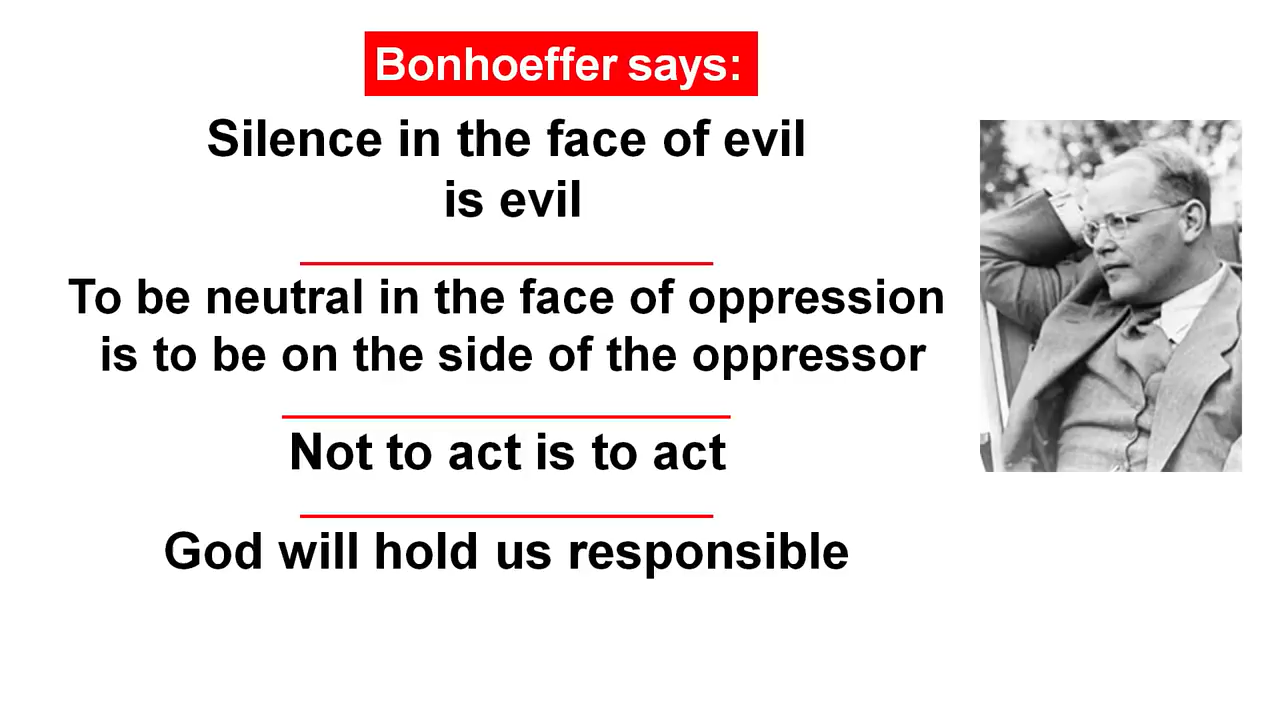 Bonhoeffer says:
Silence in the face of evil
is evil
To be neutral in the face of oppression
is to be on the side of the oppressor
Not to act is to act
God will hold us responsible